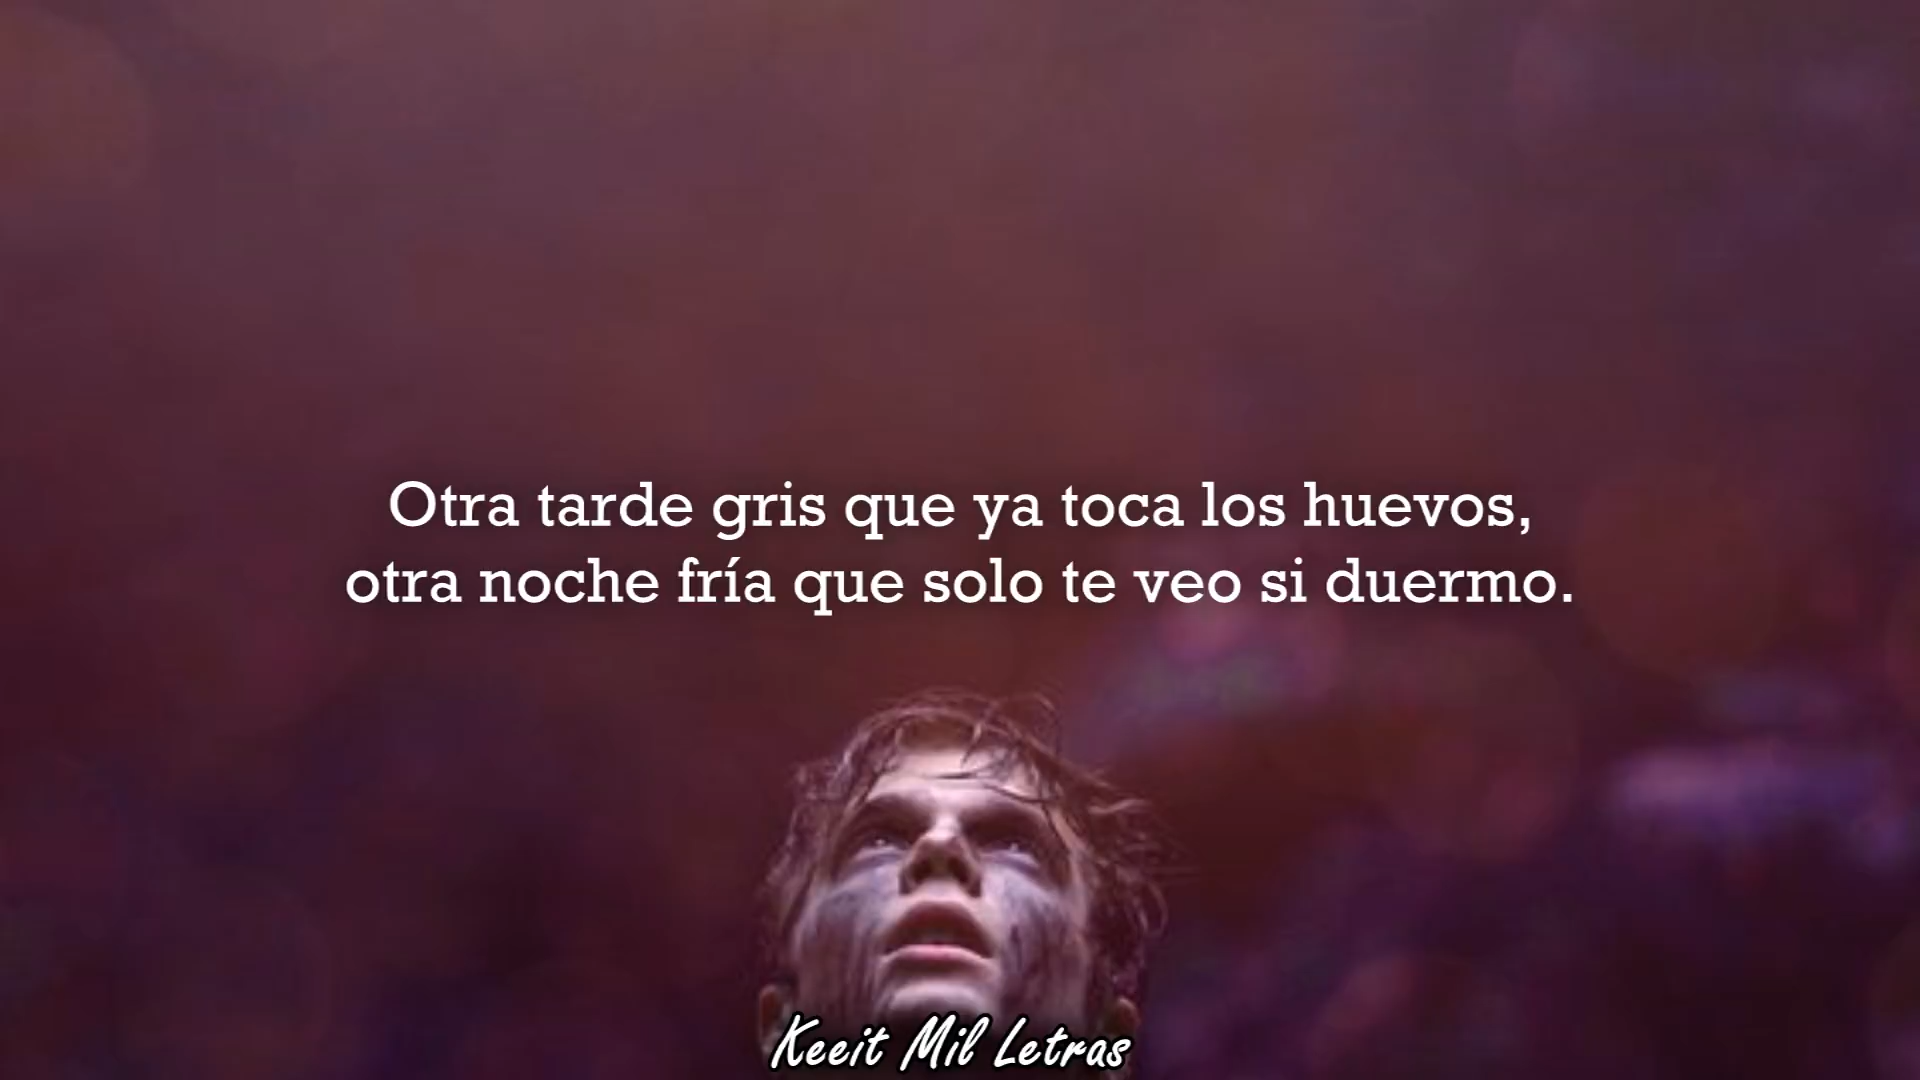 Otra tarde gris que ya toca los huevos,
otra noche fría que solo te veo si duermo.
Keeit Mil Letras